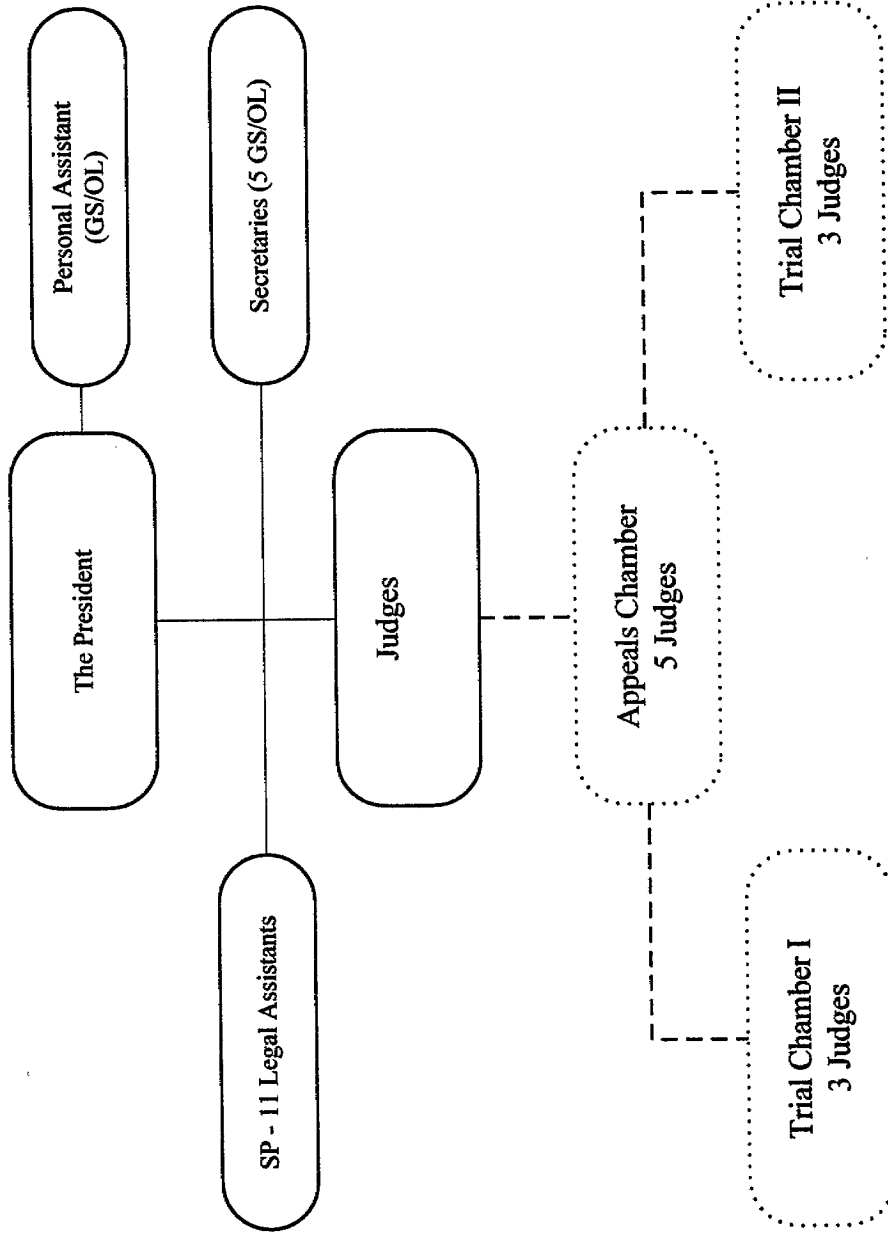 The President
Personal Assistant
(GS/OL)
SP - 11 Legal Assistants
Secretaries (5 GS/OL)
Judges
Appeals Chamber
5 Judges
Trial Chamber I
3 Judges
Trial Chamber II
3 Judges